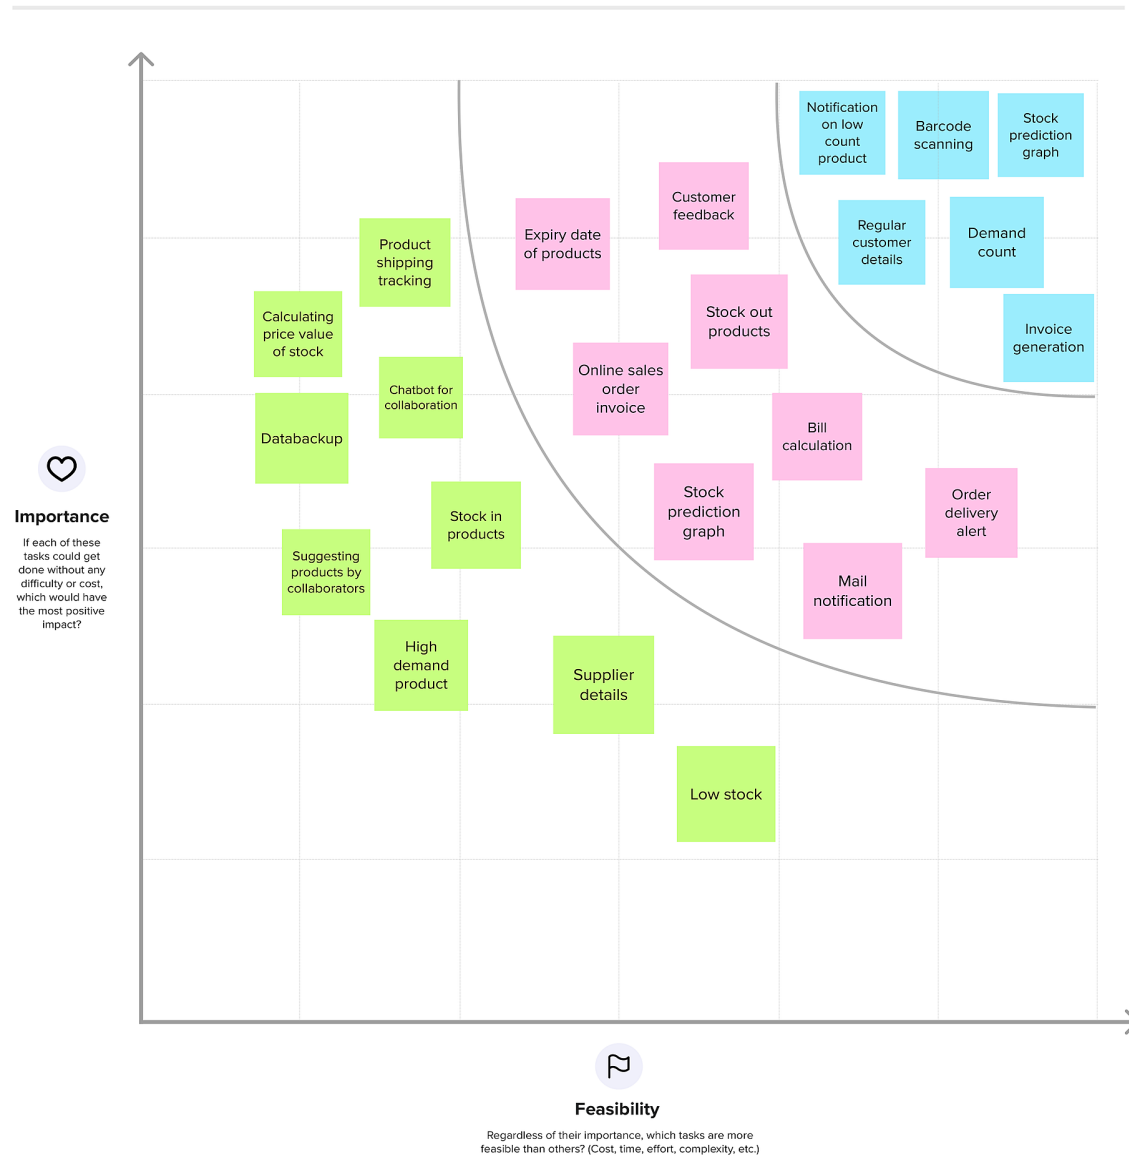 Notification
on low
count
product
Barcode
scanning
Stock
prediction
graph
Regular
customer
details
Demand
count
Invoice
generation
Customer
feedback
Expiry date
of products
Stock out
products
Online sales
order
invoice
Bill
calculation
Stock
prediction
graph
Order
delivery
alert
Mail
notification
Product
shipping
tracking
Calculating
price value
of stock
Chatbot for
collaboration
Databackup
Stock in
products
Suggesting
products by
collaborators
High
demand
product
Supplier
details
Low stock
Importance
If each of these
tasks could get
done without any
difficulty or cost,
which would have
the most positive
impact?
Feasibility
Regardless of their importance, which tasks are more
feasible than others? (Cost, time, effort, complexity, etc.)